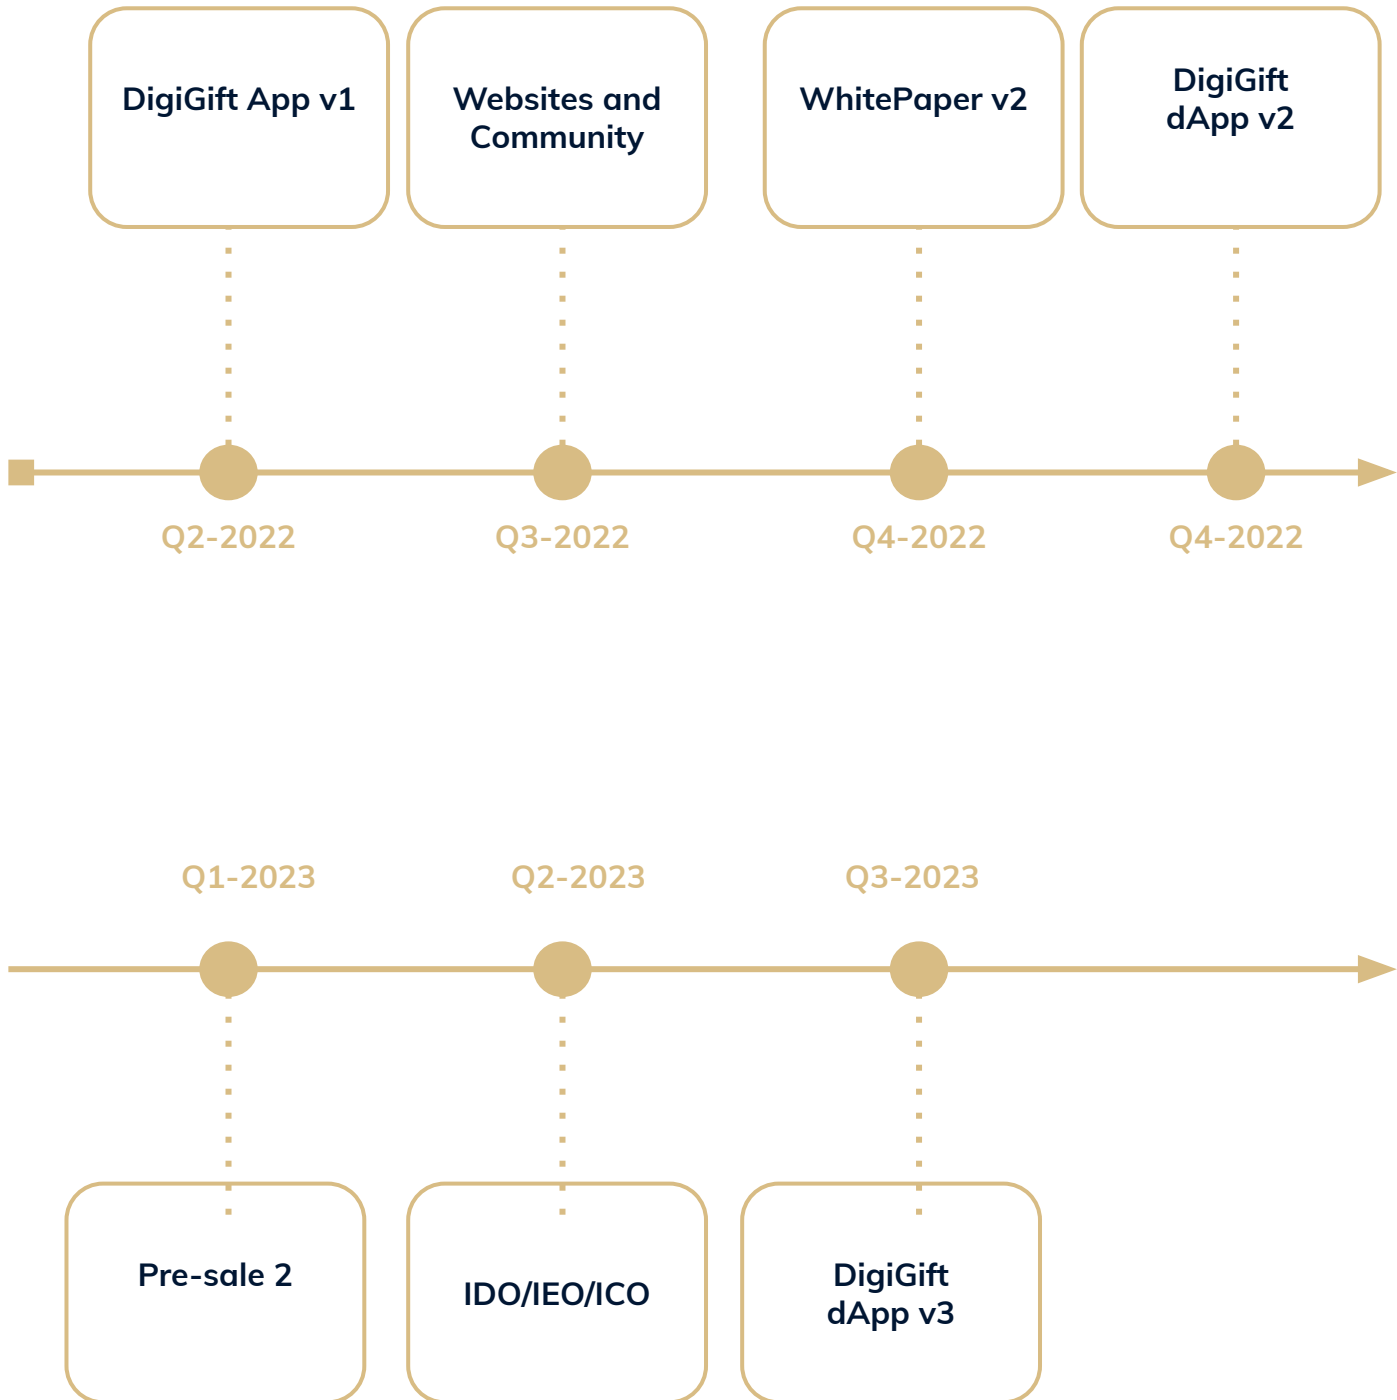 DigiGift App v1
Websites and
Community
WhitePaper v2
DigiGift
dApp v2
Q2-2022
Q3-2022
Q4-2022
Q4-2022
Q1-2023
Q2-2023
Q3-2023
Pre-sale 2
IDO/IEO/ICO
DigiGift
dApp v3